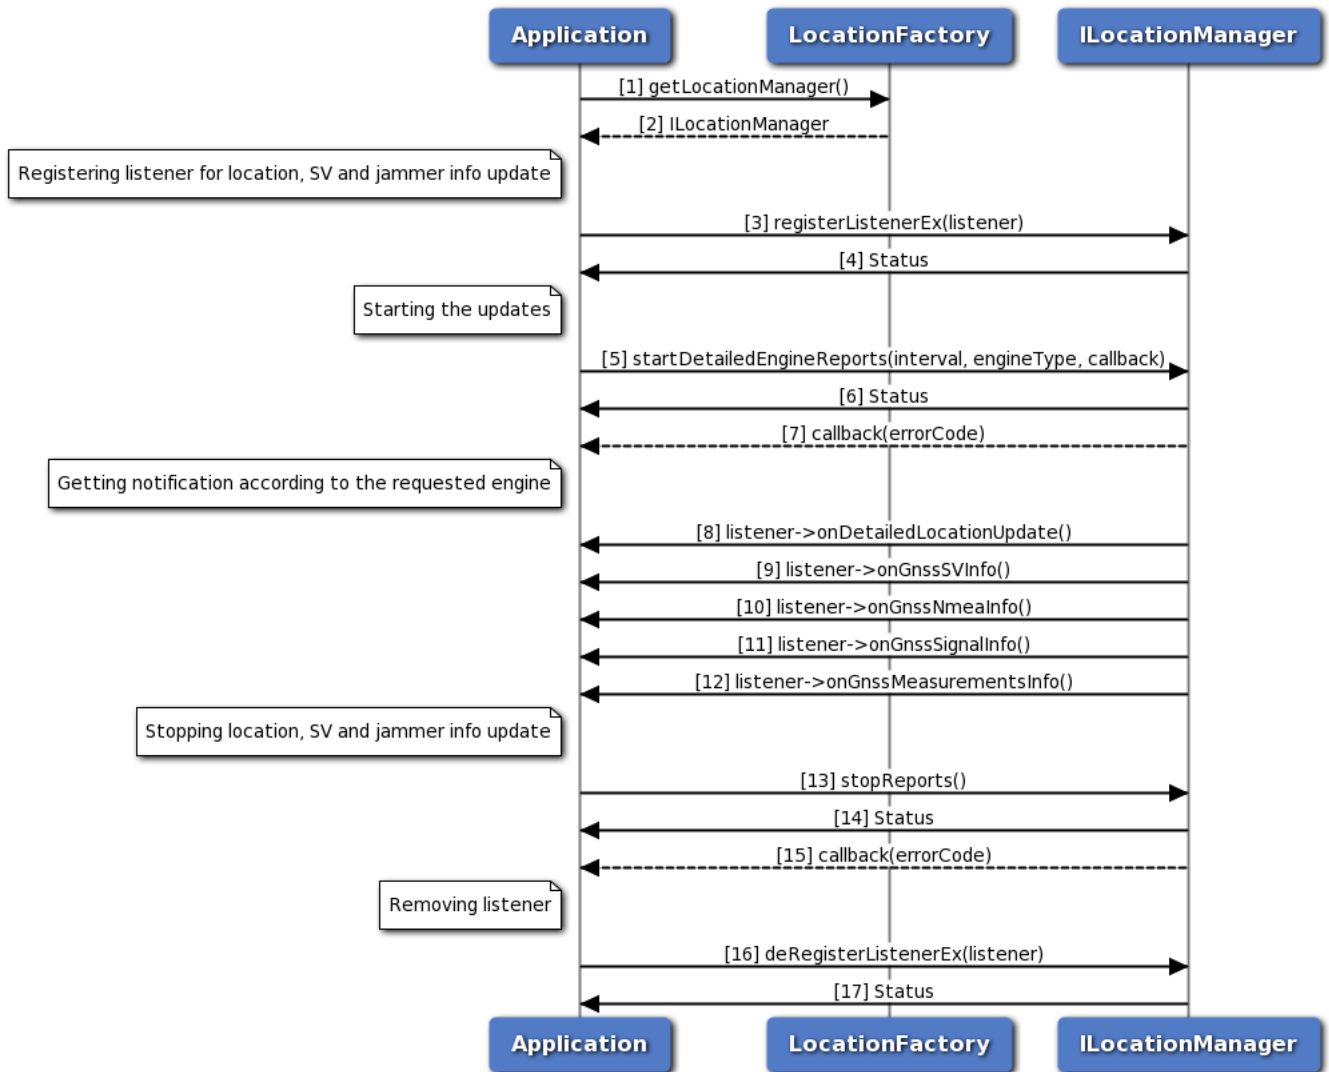 Application
LocationFactory
ILocationManager
[1] getLocationManager()
[2] ILocationManager
Registering listener for location, SV and jammer info update
[3] registerListenerEx(listener)
[4] Status
Starting the updates
[5] startDetailedEngineReports(interval, engineType, callback)
[6] Status
[7] callback(errorCode)
Getting notification according to the requested engine
[8] listener->onDetailedLocationUpdate()
[9] listener->onGnssSVInfo()
[10] listener->onGnssNmeaInfo()
[11] listener->onGnssSignalInfo()
[12] listener->onGnssMeasurementsInfo()
Stopping location, SV and jammer info update
[13] stopReports()
[14] Status
[15] callback(errorCode)
Removing listener
[16] deRegisterListenerEx(listener)
[17] Status
Application
LocationFactory
ILocationManager